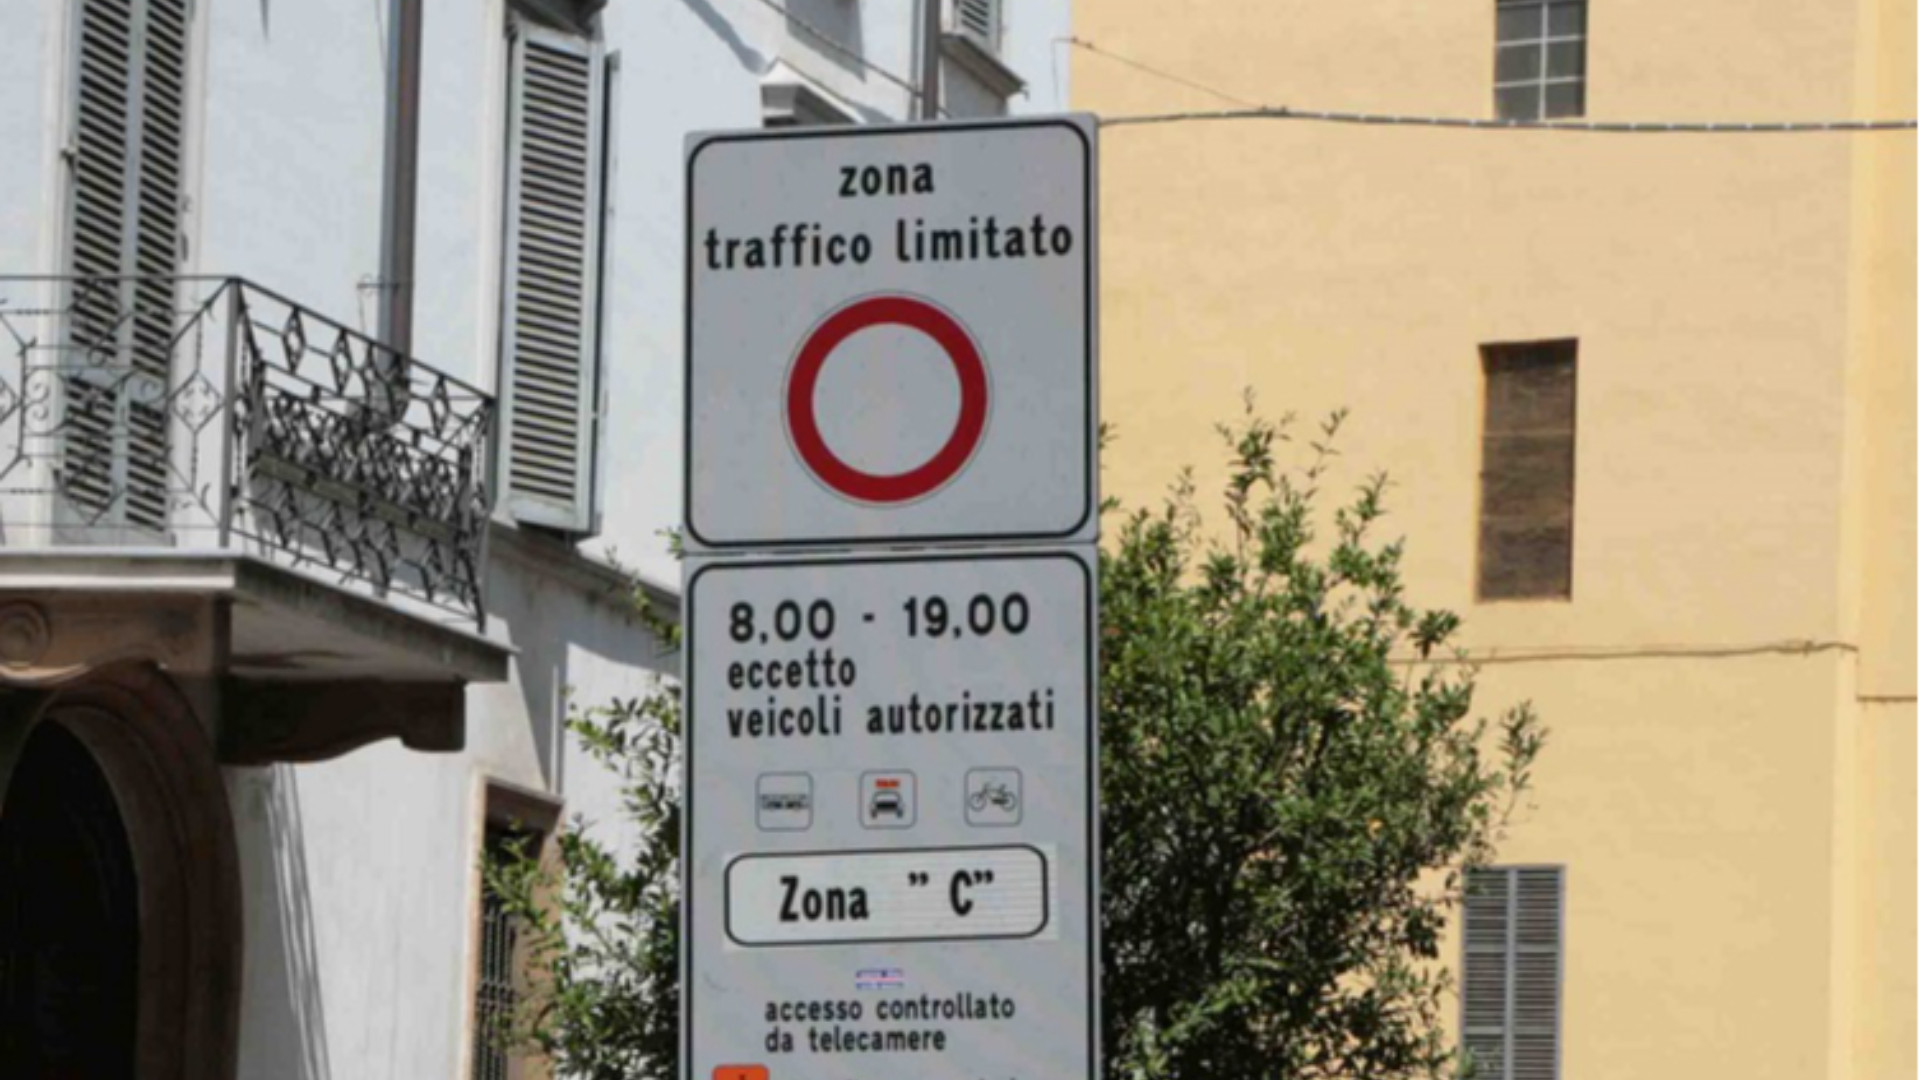 zona
traffico limitato
8,00 - 19,00
eccetto
veicoli autorizzati
Zona ” C”
accesso controllato
da telecamere